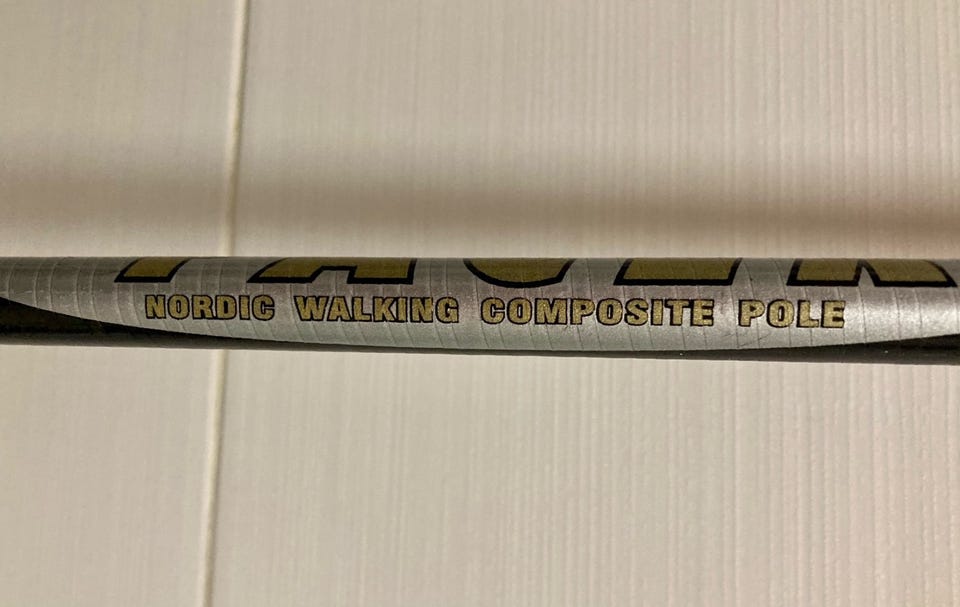 NORDIC WALKING COMPOSITE POLE